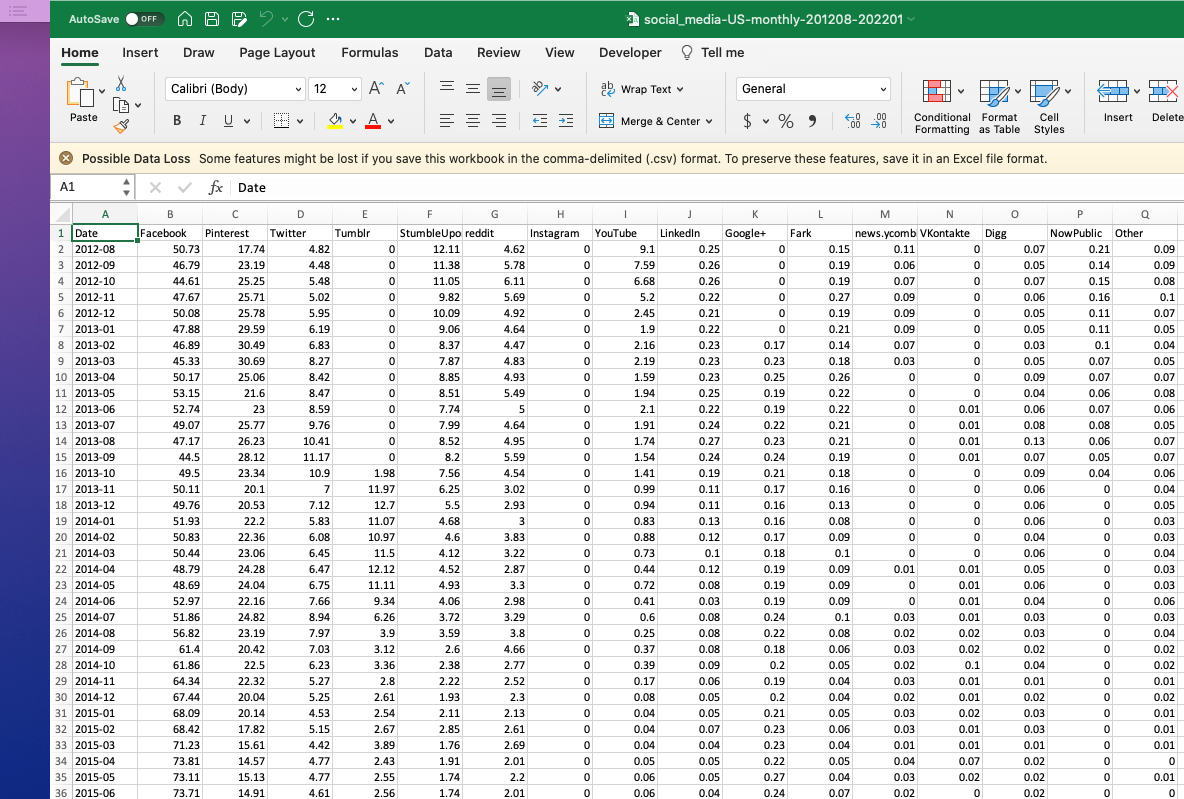 AutoSave OFF social_media-US-monthly-201208-202201
Home Insert Draw Page Layout Formulas Data Review View Developer Tell me
Calibri (Body) 12 A A Wrap Text General
Paste B I U A Merge & Center $ % Conditional Formatting Format as Table Cell Styles Insert Delete
Possible Data Loss Some features might be lost if you save this workbook in the comma-delimited (.csv) format. To preserve these features, save it in an Excel file format.
A1 fx Date
A B C D E F G H I J K L M N O P Q
1 Date Facebook Pinterest Twitter Tumblr StumbleUpo reddit Instagram YouTube LinkedIn Google+ Fark news.ycomb VKontakte Digg NowPublic Other
2 2012-08 50.73 17.74 4.82 0 12.11 4.62 0 9.1 0.25 0 0.15 0.11 0 0.07 0.21 0.09
3 2012-09 46.79 23.19 4.48 0 11.38 5.78 0 7.59 0.26 0 0.19 0.06 0 0.05 0.14 0.09
4 2012-10 44.61 25.25 5.48 0 11.05 6.11 0 6.68 0.26 0 0.19 0.07 0 0.07 0.15 0.08
5 2012-11 47.67 25.71 5.02 0 9.82 5.69 0 5.2 0.22 0 0.27 0.09 0 0.06 0.16 0.1
6 2012-12 50.08 25.78 5.95 0 10.09 4.92 0 2.45 0.21 0 0.19 0.09 0 0.05 0.11 0.07
7 2013-01 47.88 29.59 6.19 0 9.06 4.64 0 1.9 0.22 0 0.21 0.09 0 0.05 0.11 0.05
8 2013-02 46.89 30.49 6.83 0 8.37 4.47 0 2.16 0.23 0.17 0.14 0.07 0 0.03 0.1 0.04
9 2013-03 45.33 30.69 8.27 0 7.87 4.83 0 2.19 0.23 0.23 0.18 0.03 0 0.05 0.07 0.05
10 2013-04 50.17 25.06 8.42 0 8.85 4.93 0 1.59 0.23 0.25 0.26 0 0 0.09 0.07 0.07
11 2013-05 53.15 21.6 8.47 0 8.51 5.49 0 1.94 0.25 0.19 0.22 0 0 0.04 0.06 0.08
12 2013-06 52.74 23 8.59 0 7.74 5 0 2.1 0.22 0.19 0.22 0 0.01 0.06 0.07 0.06
13 2013-07 49.07 25.77 9.76 0 7.99 4.64 0 1.91 0.24 0.22 0.21 0 0.01 0.08 0.08 0.05
14 2013-08 47.17 26.23 10.41 0 8.52 4.95 0 1.74 0.27 0.23 0.21 0 0.01 0.13 0.06 0.07
15 2013-09 44.5 28.12 11.17 0 8.2 5.59 0 1.54 0.24 0.24 0.19 0 0.01 0.07 0.05 0.07
16 2013-10 49.5 23.34 10.9 1.98 7.56 4.54 0 1.41 0.19 0.21 0.18 0 0 0.09 0.04 0.06
17 2013-11 50.11 20.1 7 11.97 6.25 3.02 0 0.99 0.11 0.17 0.16 0 0 0.06 0 0.04
18 2013-12 49.76 20.53 7.12 12.7 5.5 2.93 0 0.94 0.11 0.16 0.13 0 0 0.06 0 0.05
19 2014-01 51.93 22.2 5.83 11.07 4.68 3 0 0.83 0.13 0.16 0.08 0 0 0.06 0 0.03
20 2014-02 50.83 22.36 6.08 10.97 4.6 3.83 0 0.88 0.12 0.17 0.09 0 0 0.04 0 0.03
21 2014-03 50.44 23.06 6.45 11.5 4.12 3.22 0 0.73 0.1 0.18 0.1 0 0 0.06 0 0.04
22 2014-04 48.79 24.28 6.47 12.12 4.52 2.87 0 0.44 0.12 0.19 0.09 0.01 0.01 0.05 0 0.03
23 2014-05 48.69 24.04 6.75 11.11 4.93 3.3 0 0.72 0.08 0.19 0.09 0 0.01 0.06 0 0.03
24 2014-06 52.97 22.16 7.66 9.34 4.06 2.98 0 0.41 0.03 0.19 0.09 0 0.01 0.04 0 0.06
25 2014-07 51.86 24.82 8.94 6.26 3.72 3.29 0 0.6 0.08 0.24 0.1 0.03 0.01 0.03 0 0.03
26 2014-08 56.82 23.19 7.97 3.9 3.59 3.8 0 0.25 0.08 0.22 0.08 0.02 0.02 0.03 0 0.04
27 2014-09 61.4 20.42 7.03 3.12 2.6 4.66 0 0.37 0.08 0.18 0.06 0.03 0.02 0.02 0 0.02
28 2014-10 61.86 22.5 6.23 3.36 2.38 2.77 0 0.39 0.09 0.2 0.05 0.02 0.1 0.04 0 0.02
29 2014-11 64.34 22.32 5.27 2.8 2.22 2.52 0 0.17 0.06 0.19 0.04 0.03 0.01 0.01 0 0.01
30 2014-12 67.44 20.04 5.25 2.61 1.93 2.3 0 0.08 0.05 0.2 0.04 0.02 0.01 0.02 0 0.02
31 2015-01 68.09 20.14 4.53 2.54 2.11 2.13 0 0.04 0.05 0.21 0.05 0.03 0.02 0.03 0 0.01
32 2015-02 68.42 17.82 5.15 2.67 2.85 2.61 0 0.04 0.07 0.23 0.06 0.03 0.01 0.03 0 0.01
33 2015-03 71.23 15.61 4.42 3.89 1.76 2.69 0 0.04 0.04 0.23 0.04 0.01 0.01 0.01 0 0.01
34 2015-04 73.81 14.57 4.77 2.43 1.91 2.01 0 0.05 0.05 0.22 0.05 0.04 0.07 0.02 0 0
35 2015-05 73.11 15.13 4.77 2.55 1.74 2.2 0 0.06 0.05 0.27 0.04 0.03 0.02 0.02 0 0.01
36 2015-06 73.71 14.91 4.61 2.56 1.74 2.01 0 0.06 0.04 0.24 0.07 0.02 0 0.02 0 0